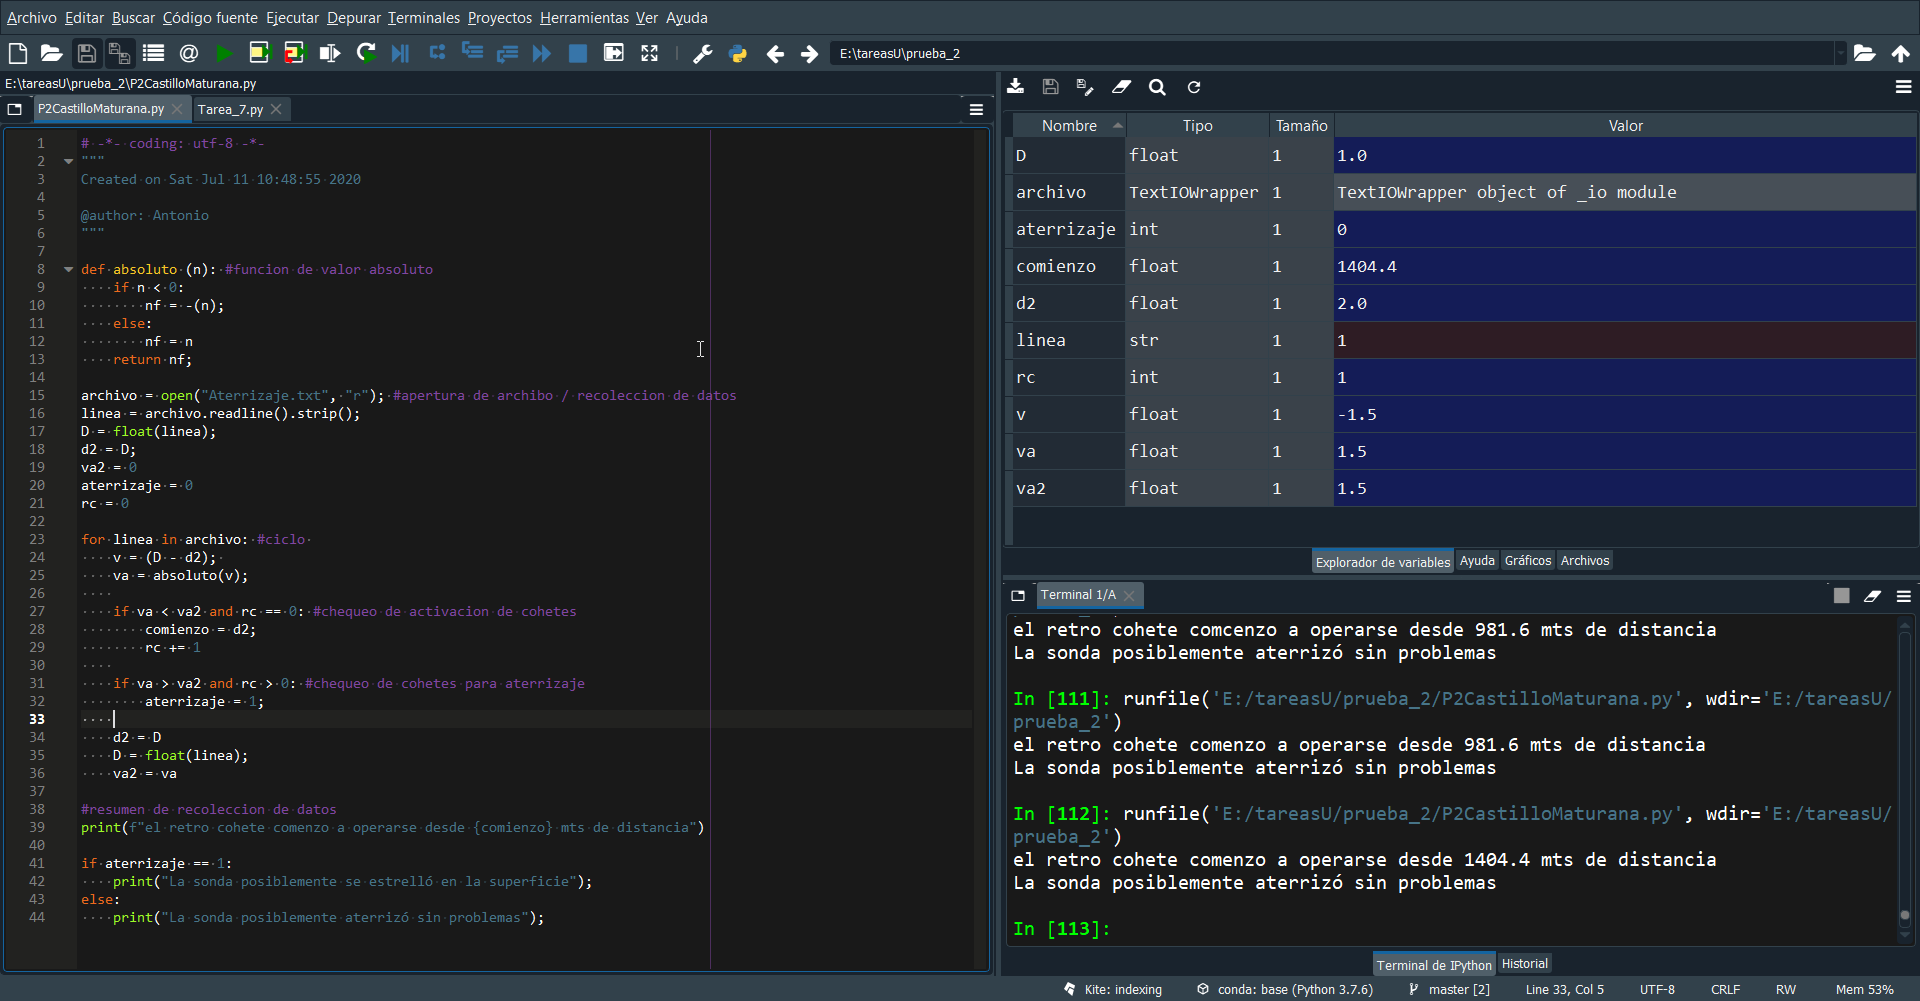 Archivo Editar Buscar Código fuente Ejecutar Depurar Terminales Proyectos Herramientas Ver Ayuda
E:\tareasU\prueba_2
E:\tareasU\prueba_2\P2CastilloMaturana.py
P2CastilloMaturana.py
Tarea_7.py
1 # -*- coding: utf-8 -*-
2 """
3 Created on Sat Jul 11 10:48:55 2020
4
5 @author: Antonio
6 """
7
8 def absoluto (n): #funcion de valor absoluto
9 if n < 0:
10 nf = -(n);
11 else:
12 nf = n
13 return nf;
14
15 archivo = open("Aterrizaje.txt", "r"); #apertura de archibo / recoleccion de datos
16 linea = archivo.readline().strip();
17 D = float(linea);
18 d2 = D;
19 va2 = 0
20 aterrizaje = 0
21 rc = 0
22
23 for linea in archivo: #ciclo
24 v = (D - d2);
25 va = absoluto(v);
26
27 if va < va2 and rc == 0: #chequeo de activacion de cohetes
28 comienzo = d2;
29 rc += 1
30
31 if va > va2 and rc > 0: #chequeo de cohetes para aterrizaje
32 aterrizaje = 1;
33
34 d2 = D
35 D = float(linea);
36 va2 = va
37
38 #resumen de recoleccion de datos
39 print(f"el retro cohete comenzo a operarse desde {comienzo} mts de distancia")
40
41 if aterrizaje == 1:
42 print("La sonda posiblemente se estrelló en la superficie");
43 else:
44 print("La sonda posiblemente aterrizó sin problemas");
Nombre Tipo Tamaño Valor
D float 1 1.0
archivo TextIOWrapper 1 TextIOWrapper object of _io module
aterrizaje int 1 0
comienzo float 1 1404.4
d2 float 1 2.0
linea str 1 1
rc int 1 1
v float 1 -1.5
va float 1 1.5
va2 float 1 1.5
Explorador de variables Ayuda Gráficos Archivos
Terminal 1/A
el retro cohete comcenzo a operarse desde 981.6 mts de distancia
La sonda posiblemente aterrizó sin problemas
In [111]: runfile('E:/tareasU/prueba_2/P2CastilloMaturana.py', wdir='E:/tareasU/
prueba_2')
el retro cohete comenzo a operarse desde 981.6 mts de distancia
La sonda posiblemente aterrizó sin problemas
In [112]: runfile('E:/tareasU/prueba_2/P2CastilloMaturana.py', wdir='E:/tareasU/
prueba_2')
el retro cohete comenzo a operarse desde 1404.4 mts de distancia
La sonda posiblemente aterrizó sin problemas
In [113]:
Terminal de IPython Historial
Kite: indexing conda: base (Python 3.7.6) master [2] Line 33, Col 5 UTF-8 CRLF RW Mem 53%